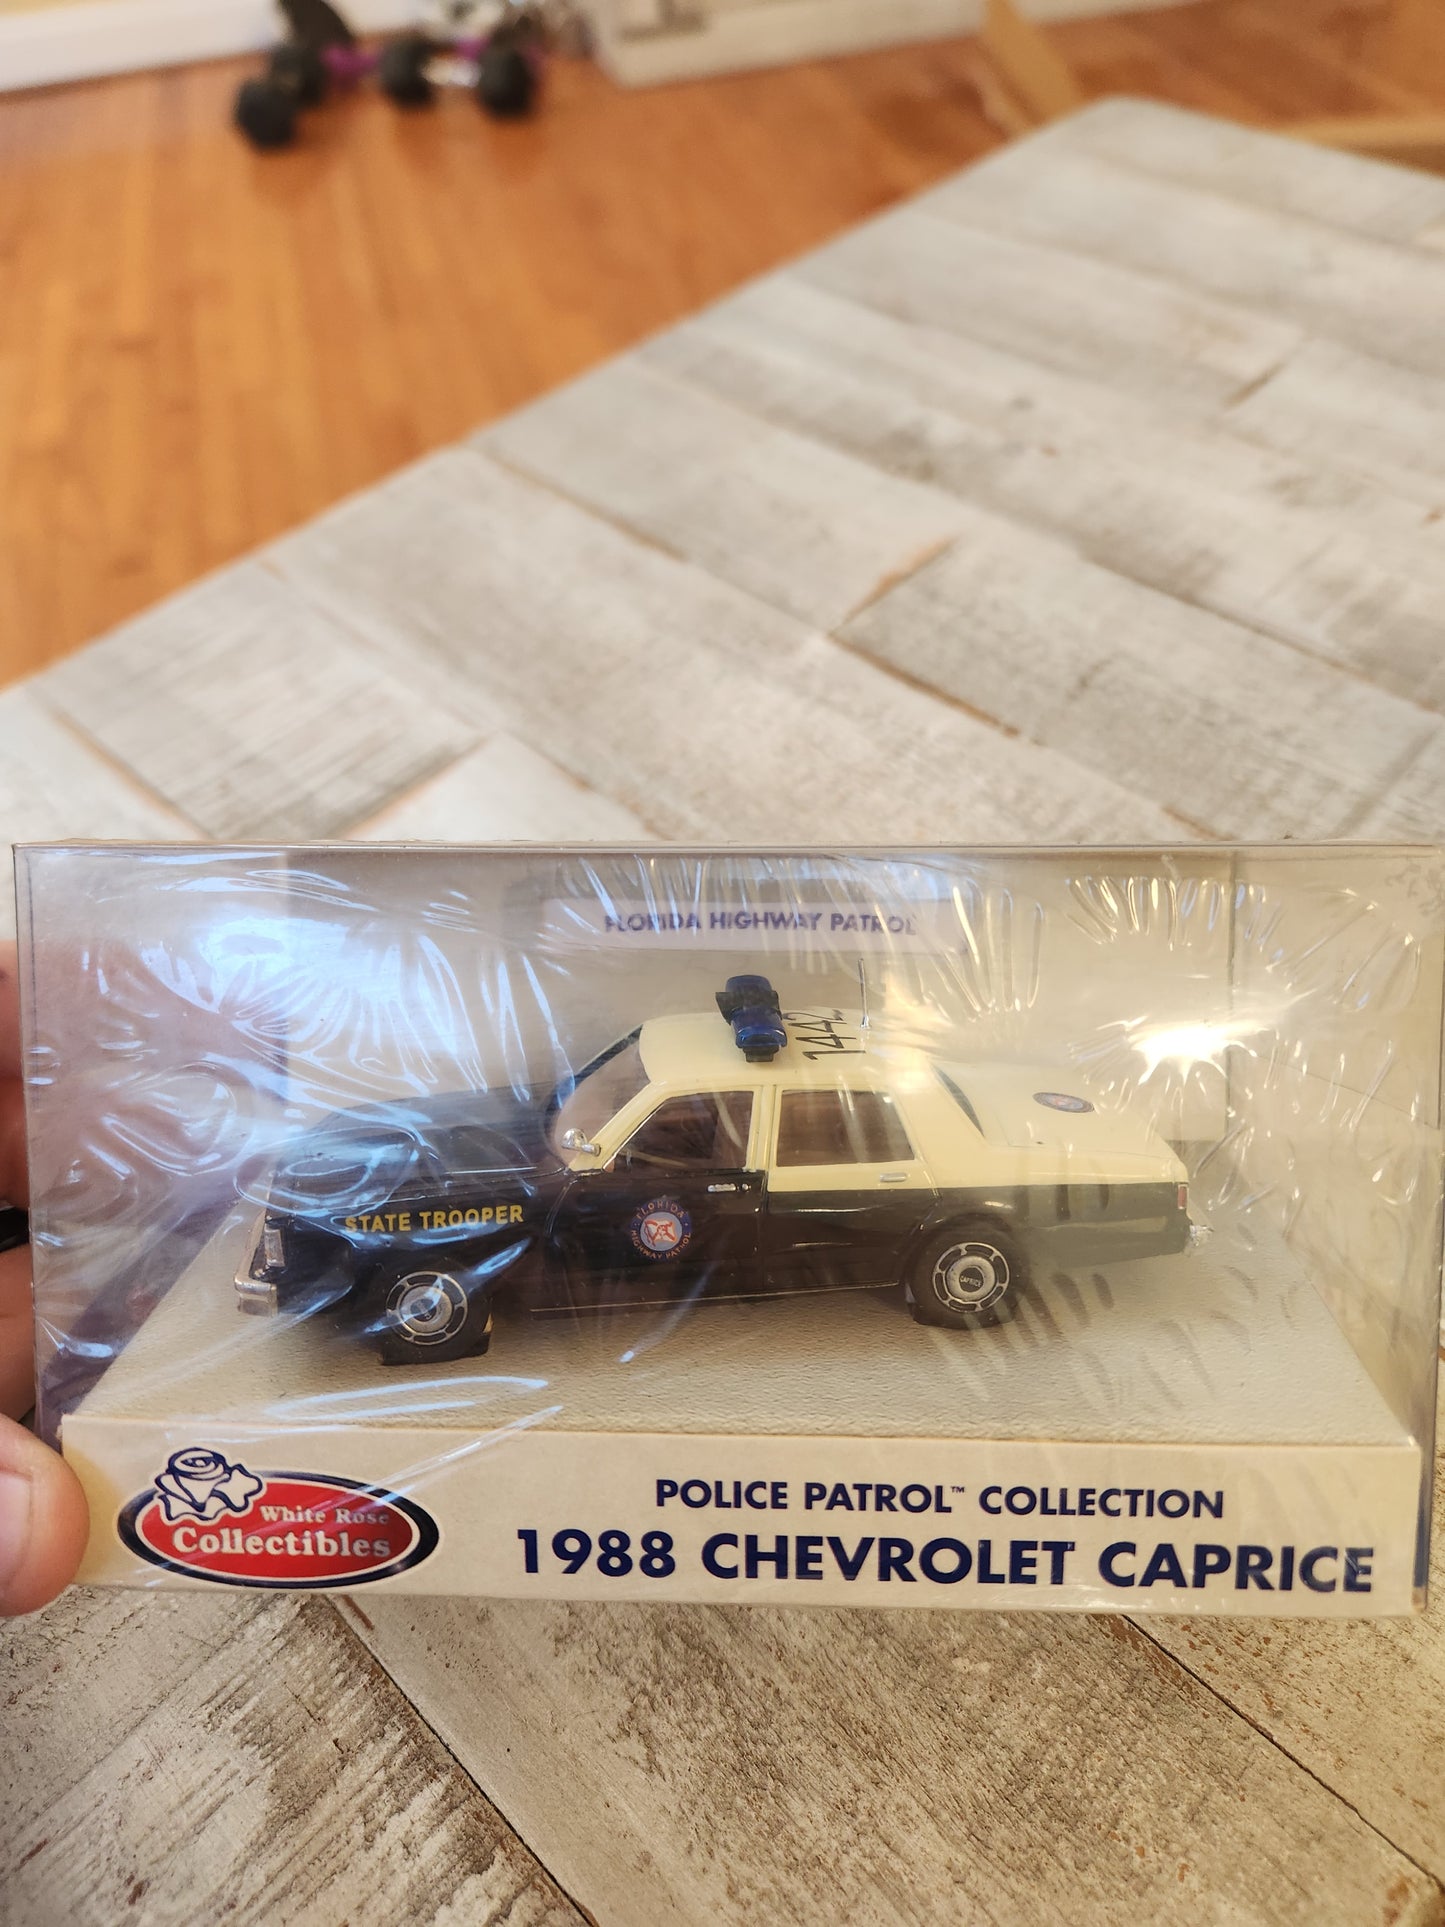 FLORIDA HIGHWAY PATROL
1442
STATE TROOPER
FLORIDA
HIGHWAY PATROL
CAPRICE
White Rose
Collectibles
POLICE PATROL™ COLLECTION
1988 CHEVROLET CAPRICE